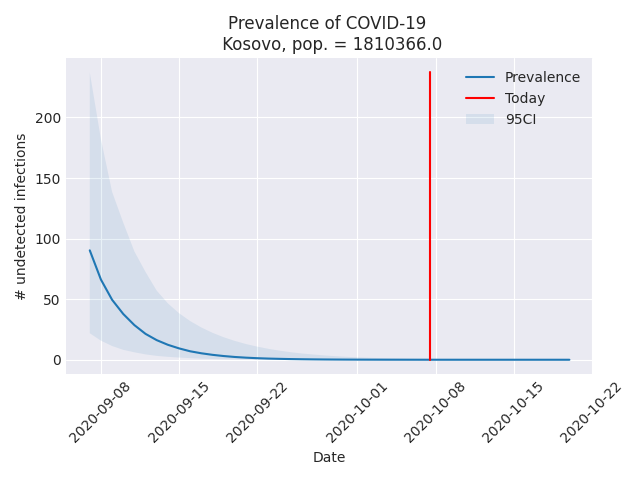 Prevalence of COVID-19
Kosovo, pop. = 1810366.0
Prevalence
Today
95CI
# undetected infections
200
150
100
50
0
2020-09-08
2020-09-15
2020-09-22
2020-10-01
2020-10-08
2020-10-15
2020-10-22
Date